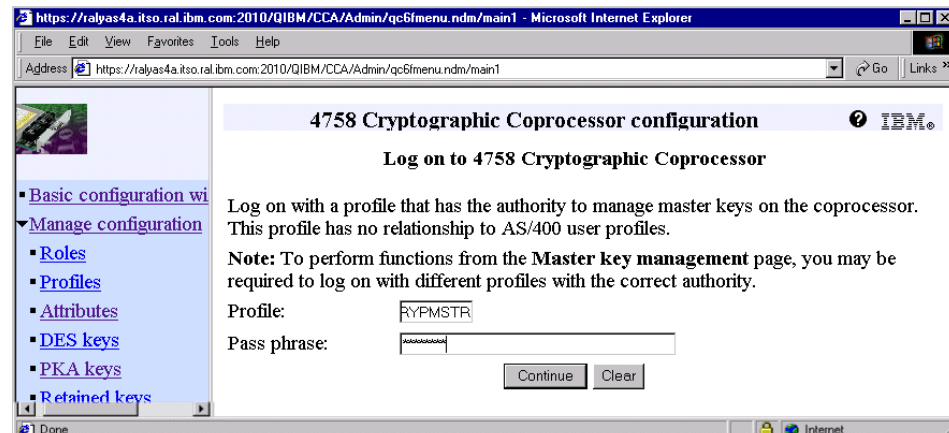 https://ralyas4a.itso.ral.ibm.com:2010/QIBM/CCA/Admin/qc6fmenu.ndm/main1 - Microsoft Internet Explorer
File Edit View Favorites Tools Help
Address https://ralyas4a.itso.ral.ibm.com:2010/QIBM/CCA/Admin/qc6fmenu.ndm/main1 Go Links »
4758 Cryptographic Coprocessor configuration ? IBM®
Log on to 4758 Cryptographic Coprocessor
Basic configuration wi
Manage configuration
Roles
Profiles
Attributes
DES keys
PKA keys
Retained keys
Log on with a profile that has the authority to manage master keys on the coprocessor.
This profile has no relationship to AS/400 user profiles.
Note: To perform functions from the Master key management page, you may be
required to log on with different profiles with the correct authority.
Profile: RYPMSTR
Pass phrase: ********
Continue Clear
Done Internet